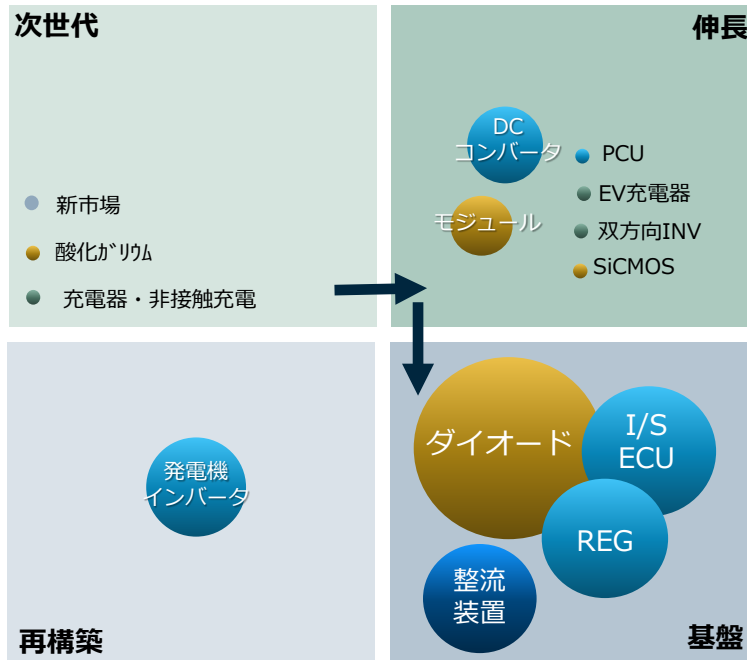 次世代
新市場
酸化ｶﾞﾘｳﾑ
充電器・非接触充電
伸長
DC
コンバータ
モジュール
PCU
EV充電器
双方向INV
SiCMOS
発電機
インバータ
再構築
ダイオード
I/S
ECU
REG
整流
装置
基盤